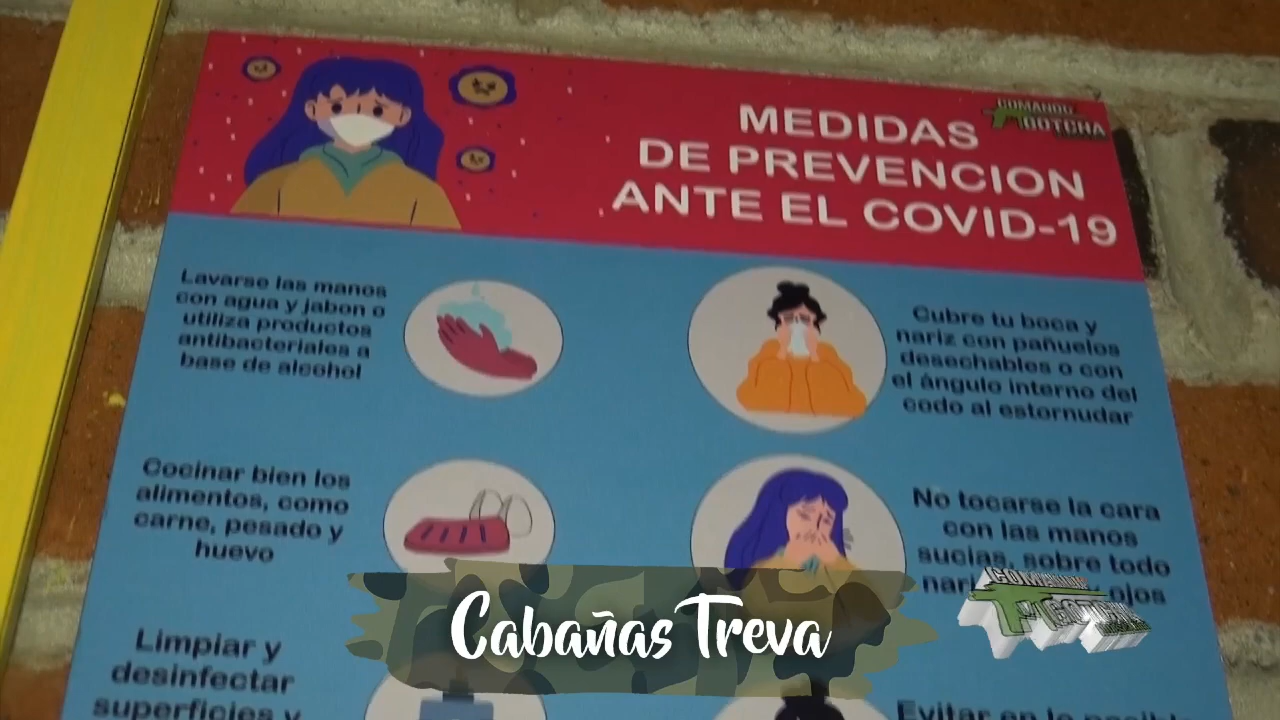 COMANDO
GOTCHA
MEDIDAS
DE PREVENCION
ANTE EL COVID-19
Lavarse las manos
con agua y jabon o
utiliza productos
antibacteriales a
base de alcohol
Cubre tu boca y
nariz con pañuelos
desechables o con
el ángulo interno del
codo al estornudar
Cocinar bien los
alimentos, como
carne, pesado y
huevo
No tocarse la cara
con las manos
sucias, sobre todo
ojos
Limpiar y
desinfectar
superficies y
Evitar en lo
Cabañas Treva
COMANDO
GOTCHA